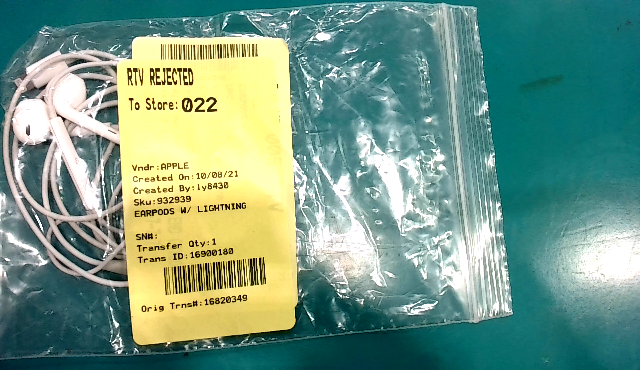 RTV REJECTED
To Store: 022
Vndr:APPLE
Created On:10/08/21
Created By:ly8430
Sku:932939
EARPODS W/ LIGHTNING
SN#:
Transfer Qty:1
Trans ID:16900180
Orig Trns#:16820349